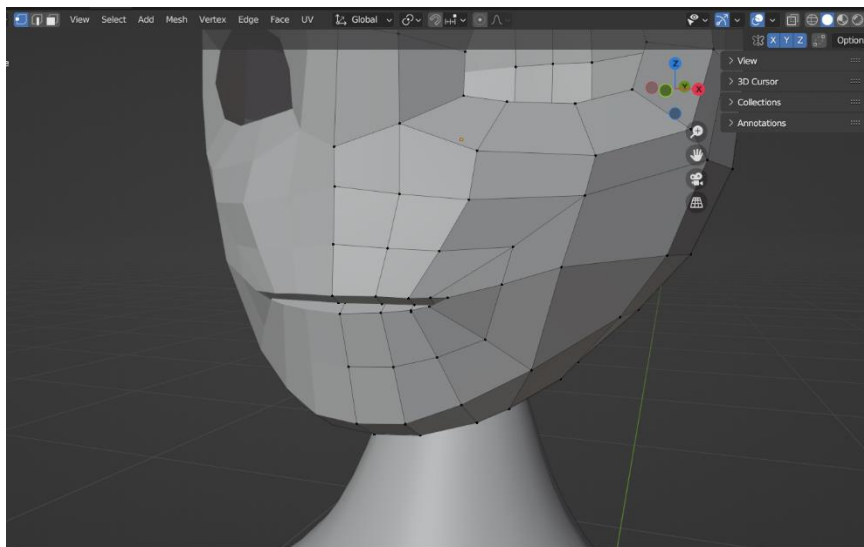 View Select Add Mesh Vertex Edge Face UV Global
X Y Z Option
View
3D Cursor
Collections
Annotations
Z
Y X